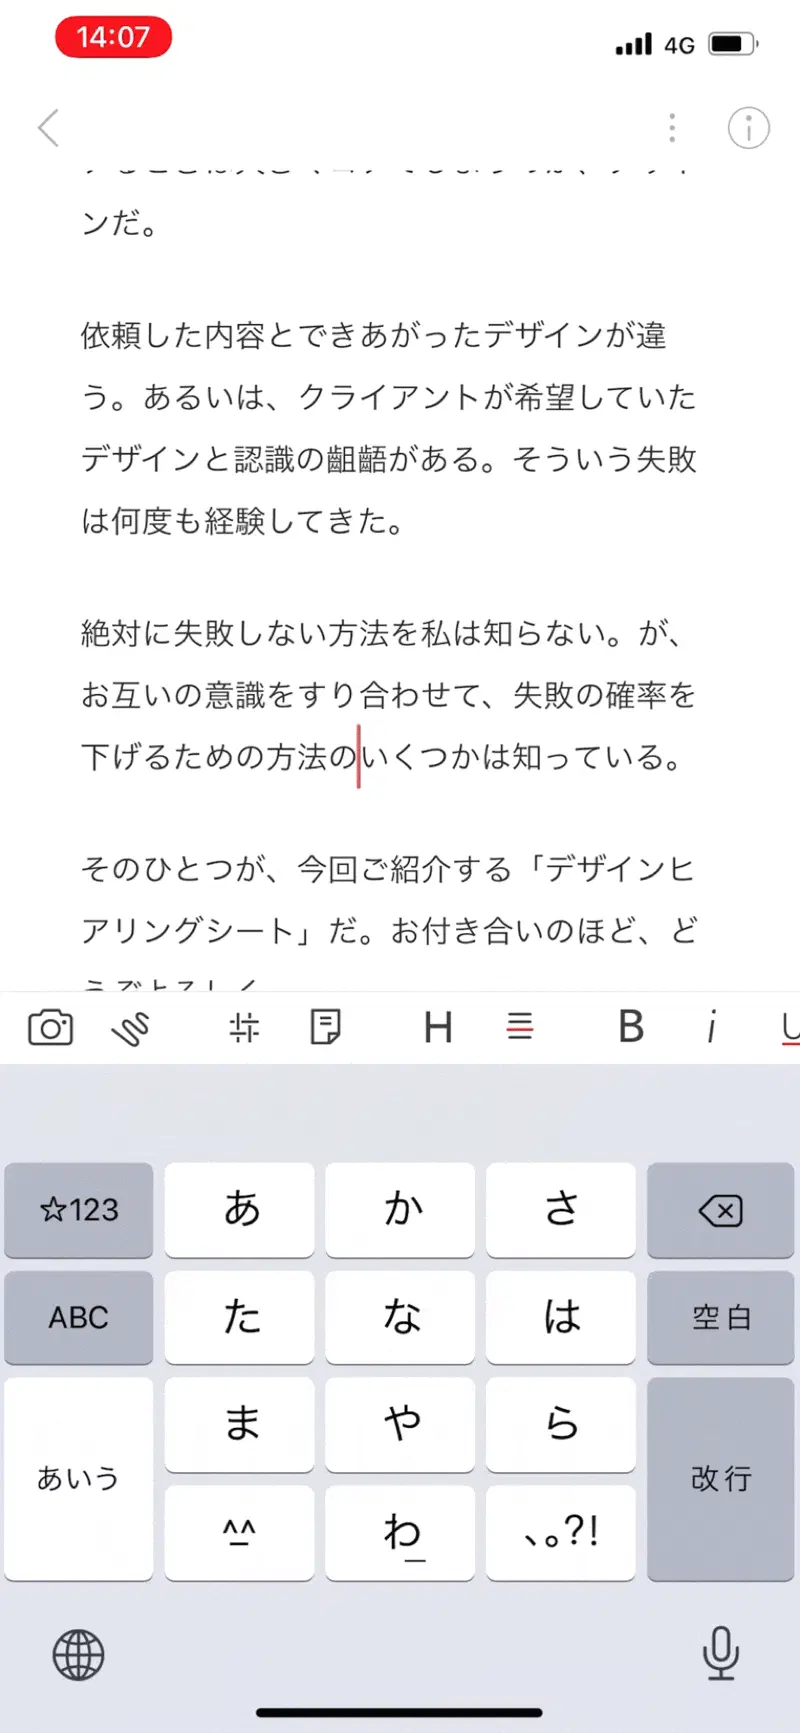 14:07
4G
ンだ。
依頼した内容とできあがったデザインが違
う。あるいは、クライアントが希望していた
デザインと認識の齟齬がある。そういう失敗
は何度も経験してきた。
絶対に失敗しない方法を私は知らない。が、
お互いの意識をすり合わせて、失敗の確率を
下げるための方法のいくつかは知っている。
そのひとつが、今回ご紹介する「デザインヒ
アリングシート」だ。お付き合いのほど、ど
うぞよろしく
H B i U
☆123 あ か さ
ABC た な は 空白
あいう ま や ら 改行
^^ わ 、。?!